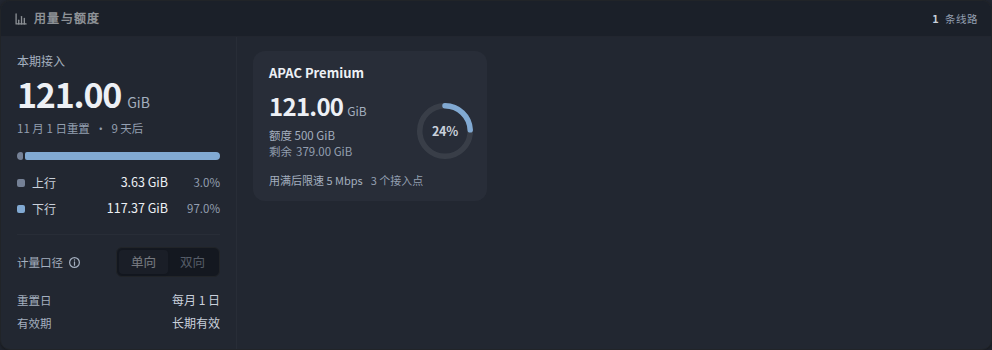 用量与额度
1 条线路
本期接入
121.00 GiB
11 月 1 日重置 · 9 天后
上行 3.63 GiB 3.0%
下行 117.37 GiB 97.0%
计量口径 单向 双向
重置日 每月 1 日
有效期 长期有效
APAC Premium
121.00 GiB
额度 500 GiB
剩余 379.00 GiB
24%
用满后限速 5 Mbps 3 个接入点